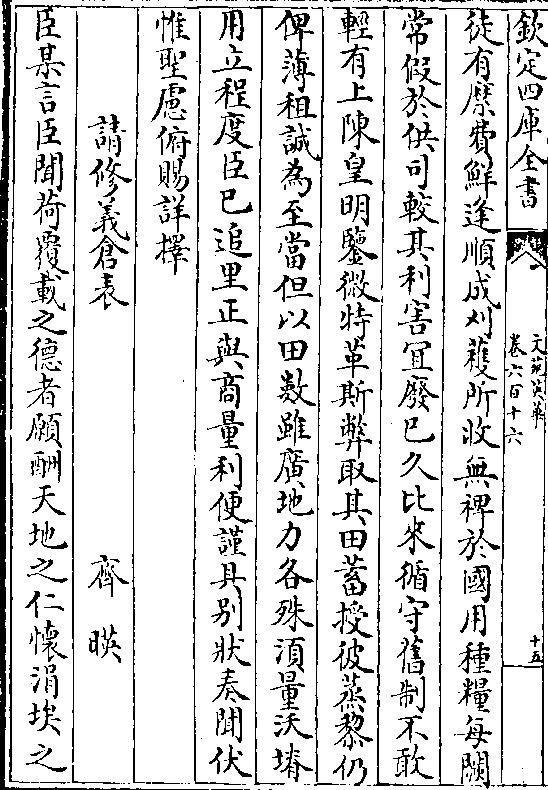 欽定四庫全書
文苑英華
卷六百十六
十五
徒有縻費鮮逢順成刈穫所收無裨於國用種糧每闕
常假於供司較其利害宜廢已久比來循守舊制不敢
輕有上陳皇明鑒微特革斯弊取其田蓄授彼蒸黎仍
俾薄租誠為至當但以田數雖廣地力各殊須量沃塉
用立程度臣已追里正與商量利便謹具别狀奏聞伏
惟聖慮俯賜詳擇
請修義倉表
齊映
臣某言臣聞荷覆載之德者願酬天地之仁懷涓埃之